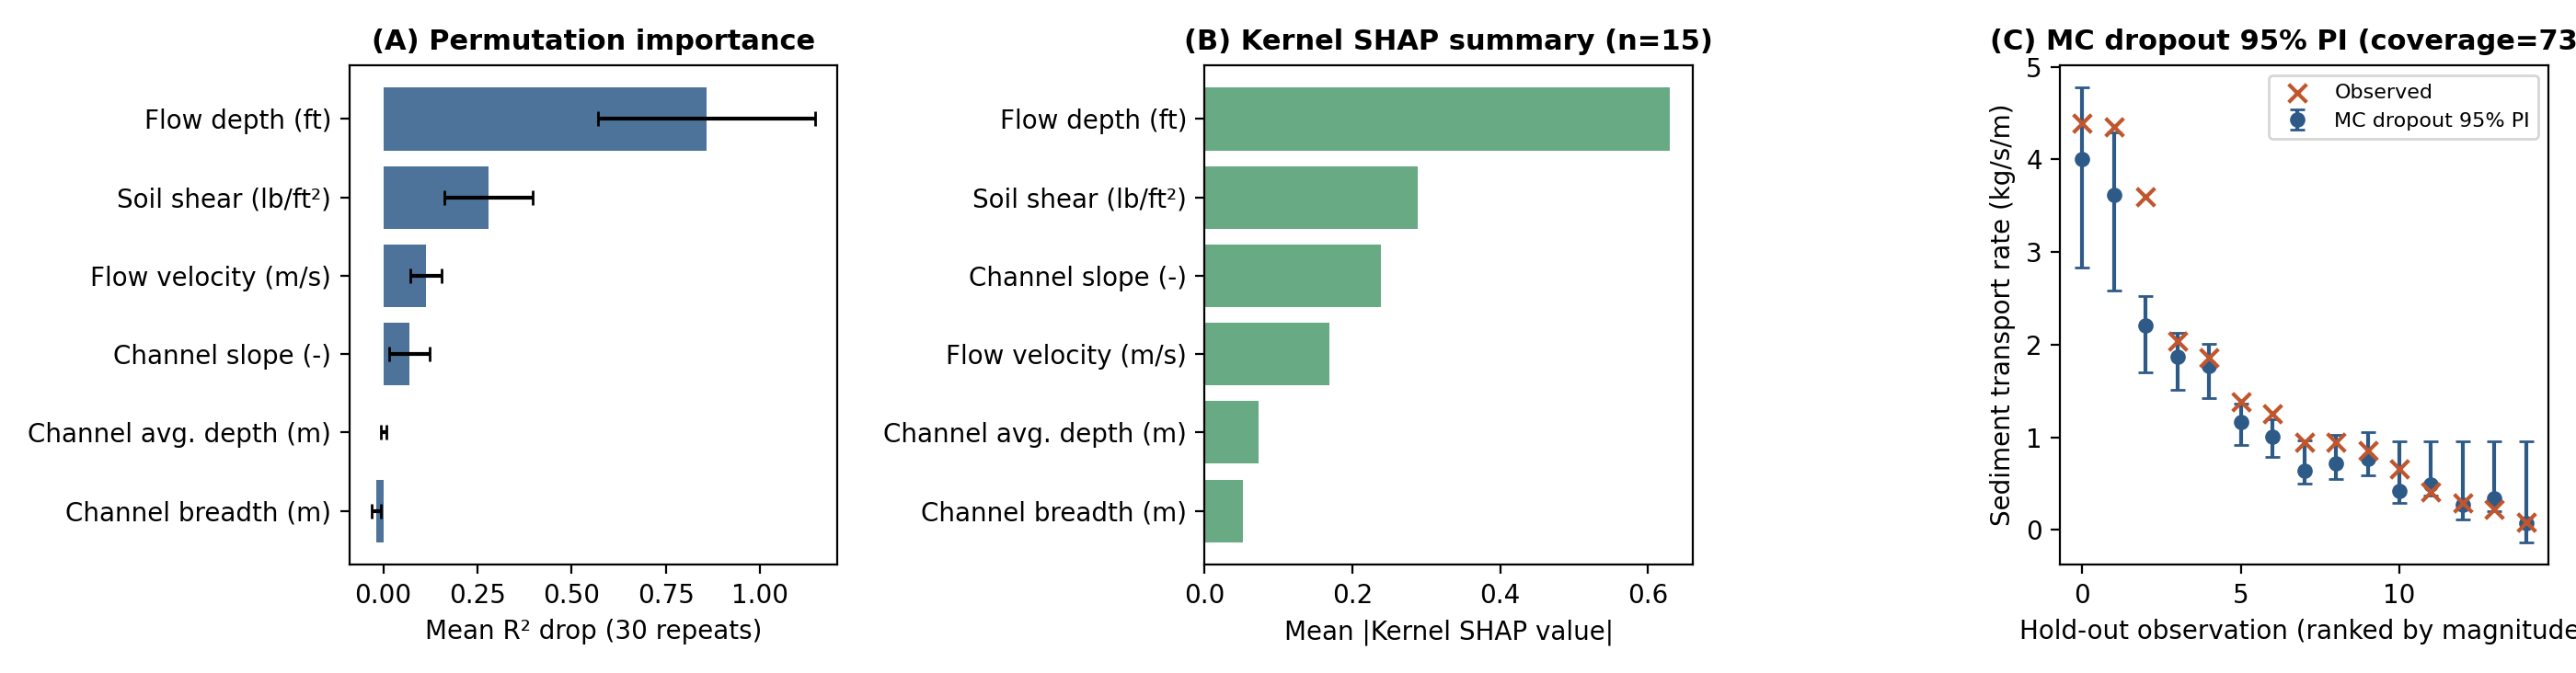 (A) Permutation importance
Flow depth (ft)
Soil shear (lb/ft²)
Flow velocity (m/s)
Channel slope (-)
Channel avg. depth (m)
Channel breadth (m)
0.00 0.25 0.50 0.75 1.00
Mean R² drop (30 repeats)
(B) Kernel SHAP summary (n=15)
Flow depth (ft)
Soil shear (lb/ft²)
Channel slope (-)
Flow velocity (m/s)
Channel avg. depth (m)
Channel breadth (m)
0.0 0.2 0.4 0.6
Mean |Kernel SHAP value|
(C) MC dropout 95% PI (coverage=73
Sediment transport rate (kg/s/m)
5
4
3
2
1
0
Observed
MC dropout 95% PI
0 5 10
Hold-out observation (ranked by magnitude